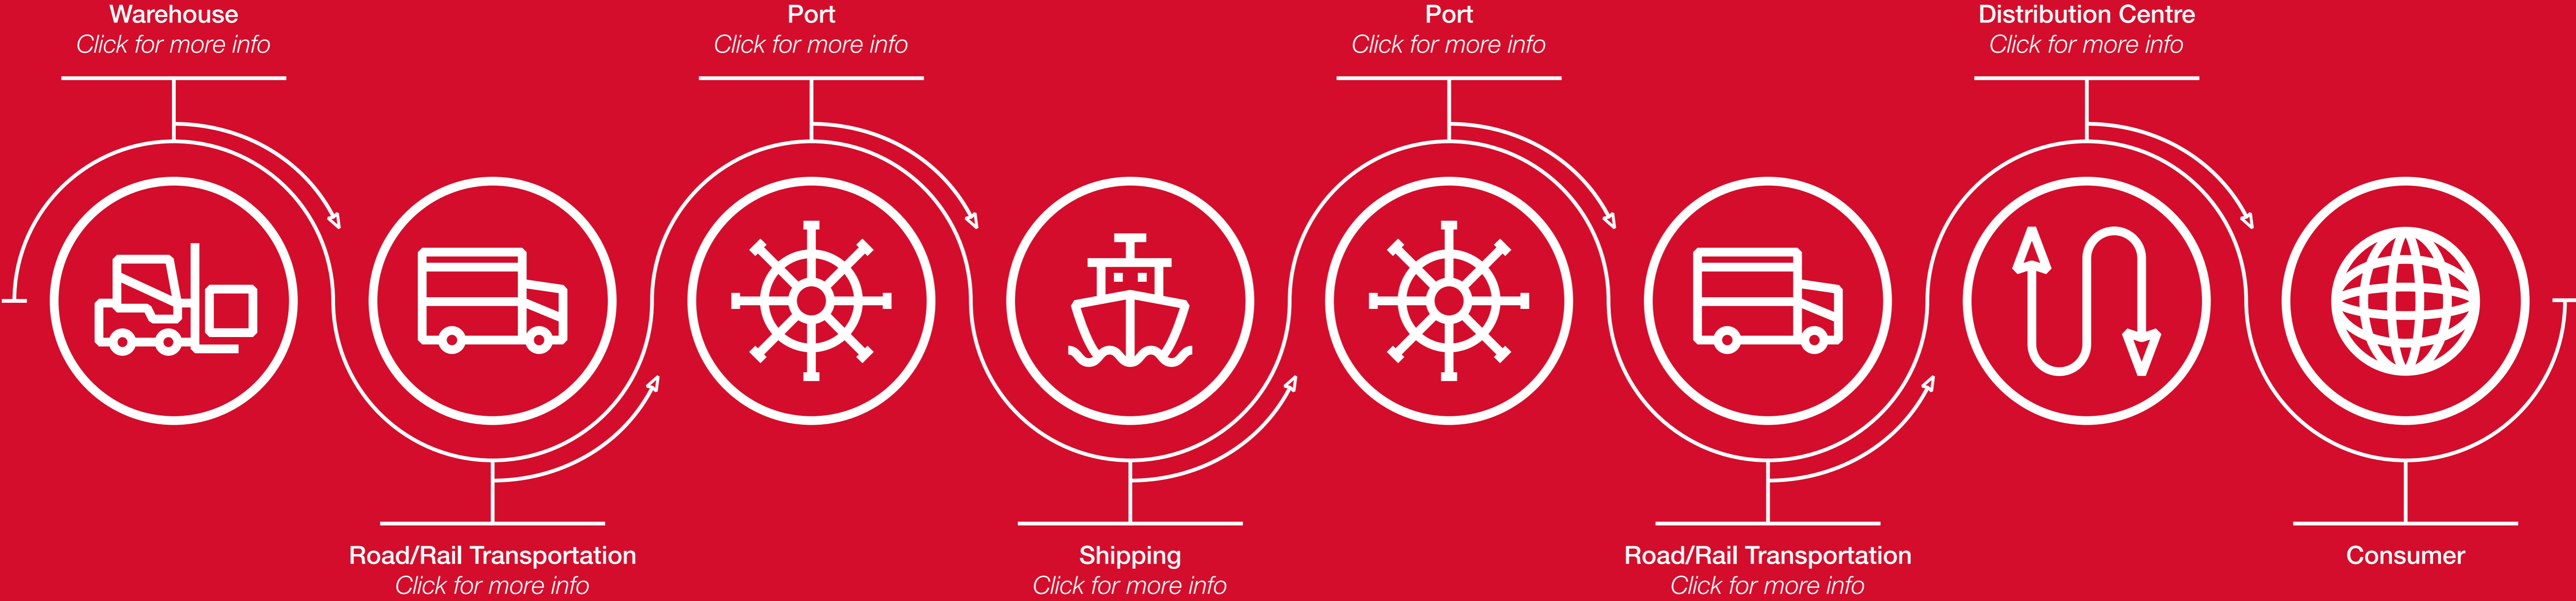 Warehouse
Click for more info
Road/Rail Transportation
Click for more info
Port
Click for more info
Shipping
Click for more info
Port
Click for more info
Road/Rail Transportation
Click for more info
Distribution Centre
Click for more info
Consumer